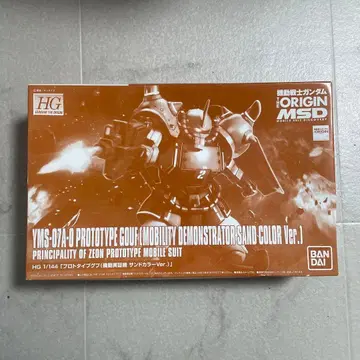 HG
機動戦士ガンダム
THE ORIGIN
MSD
YMS-07A-0 PROTOTYPE GOUF (MOBILITY DEMONSTRATOR SAND COLOR Ver.)
PRINCIPALITY OF ZEON PROTOTYPE MOBILE SUIT
HG 1/144 『プロトタイプグフ(機動実証機 サンドカラーVer.)』
BAN
DAI